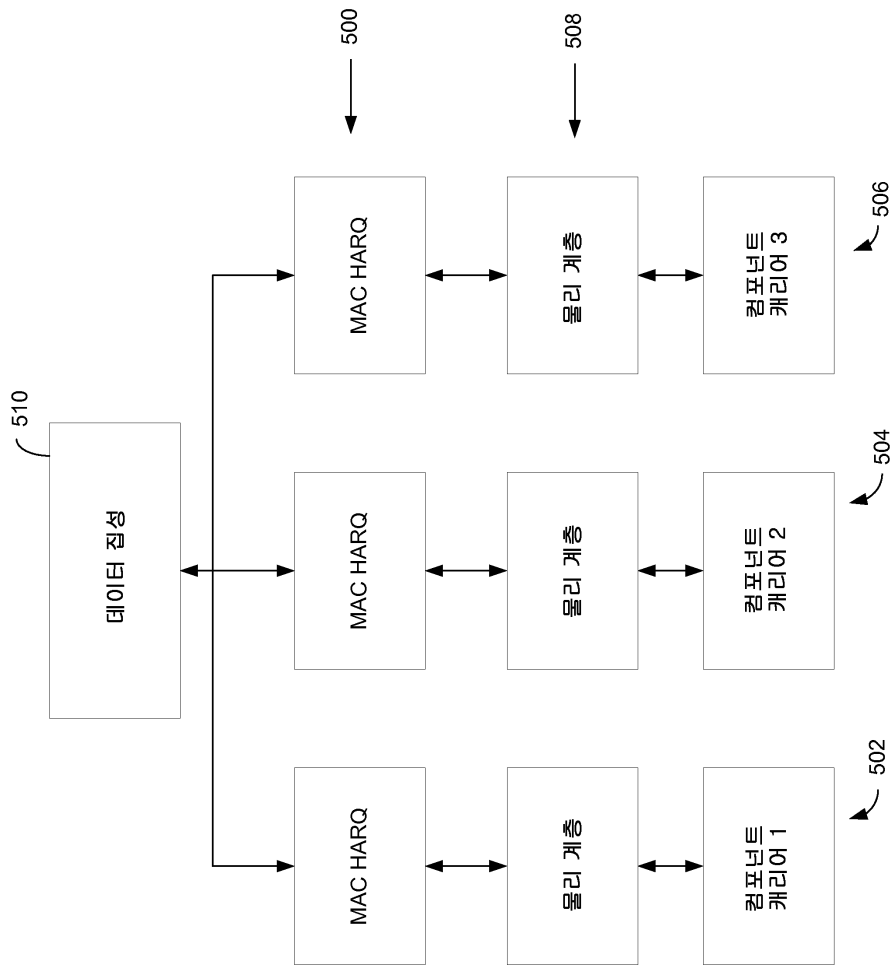 510
데이터 집성
500
MAC HARQ
MAC HARQ
MAC HARQ
508
물리 계층
물리 계층
물리 계층
컴포넌트
캐리어 1
컴포넌트
캐리어 2
컴포넌트
캐리어 3
502
504
506